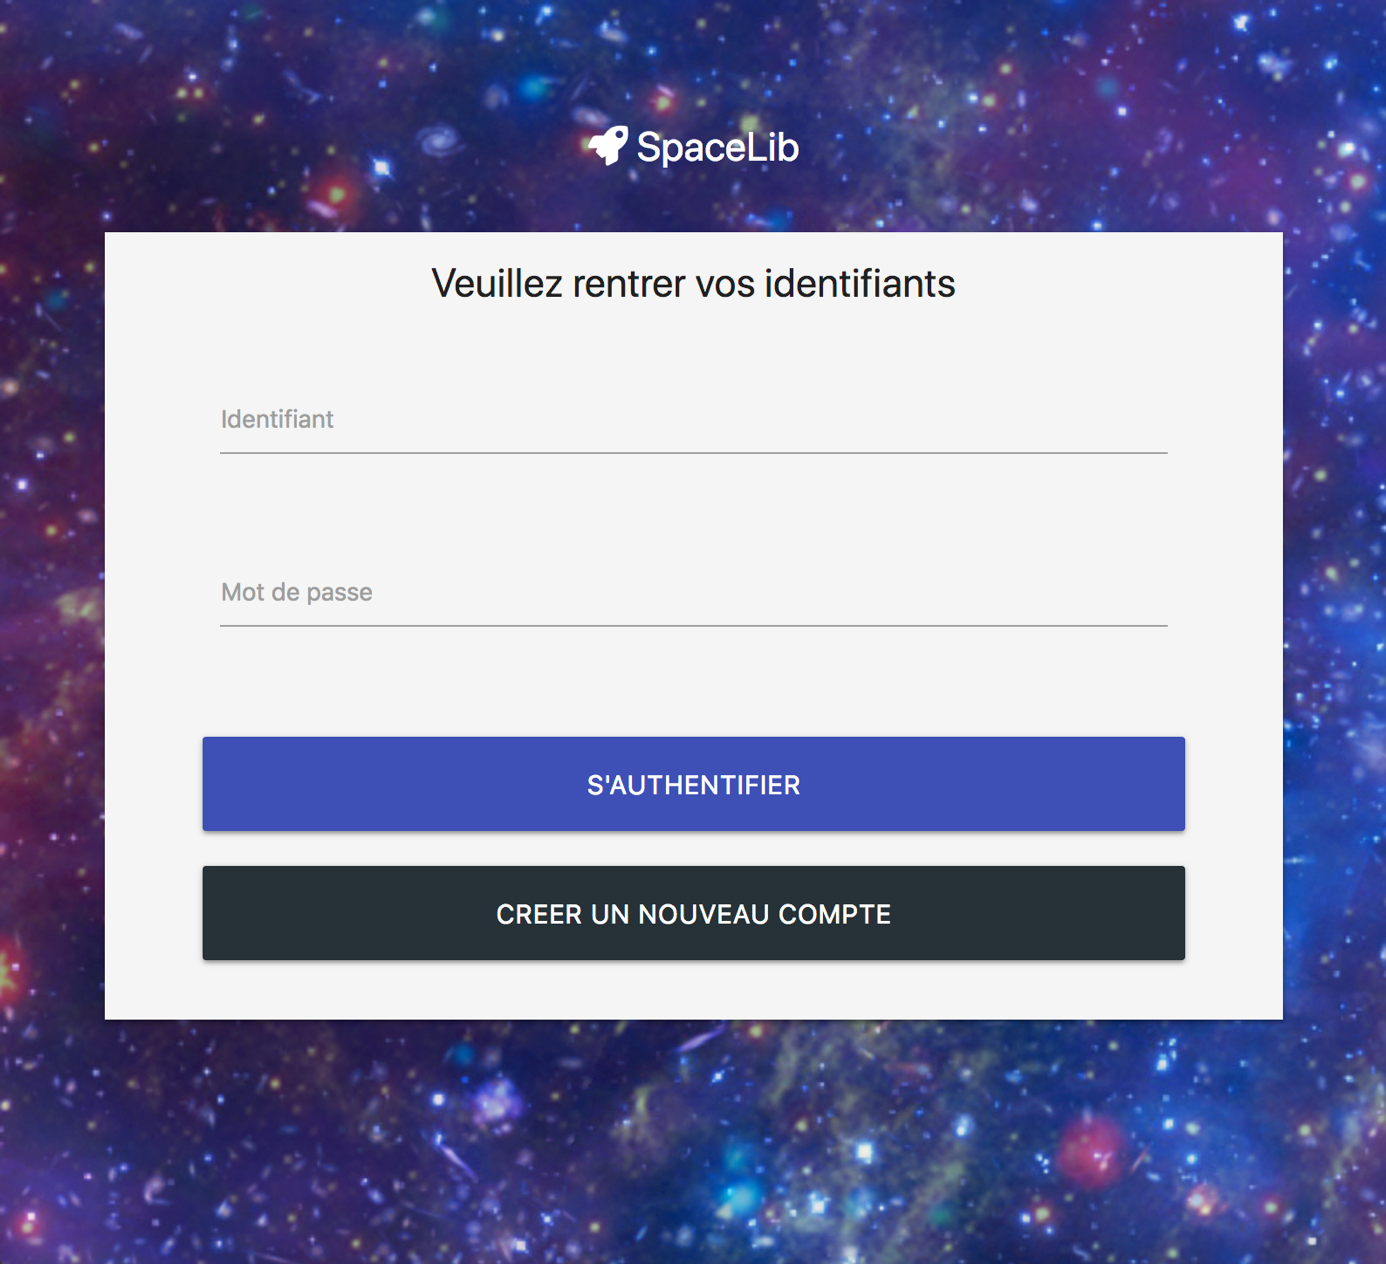 SpaceLib
Veuillez rentrer vos identifiants
Identifiant
Mot de passe
S'AUTHENTIFIER
CREER UN NOUVEAU COMPTE